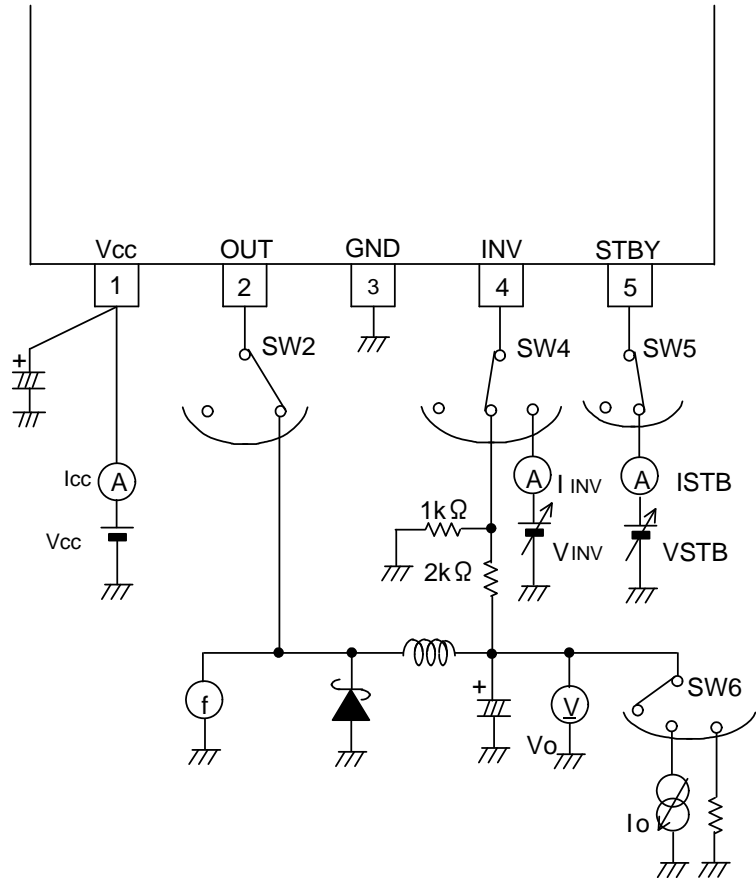 Vcc OUT GND INV STBY
1 2 3 4 5
SW2 SW4 SW5
+
Icc A
A I INV
A ISTB
Vcc
1kΩ
VINV
VSTB
2kΩ
f
+
V
Vo
SW6
Io